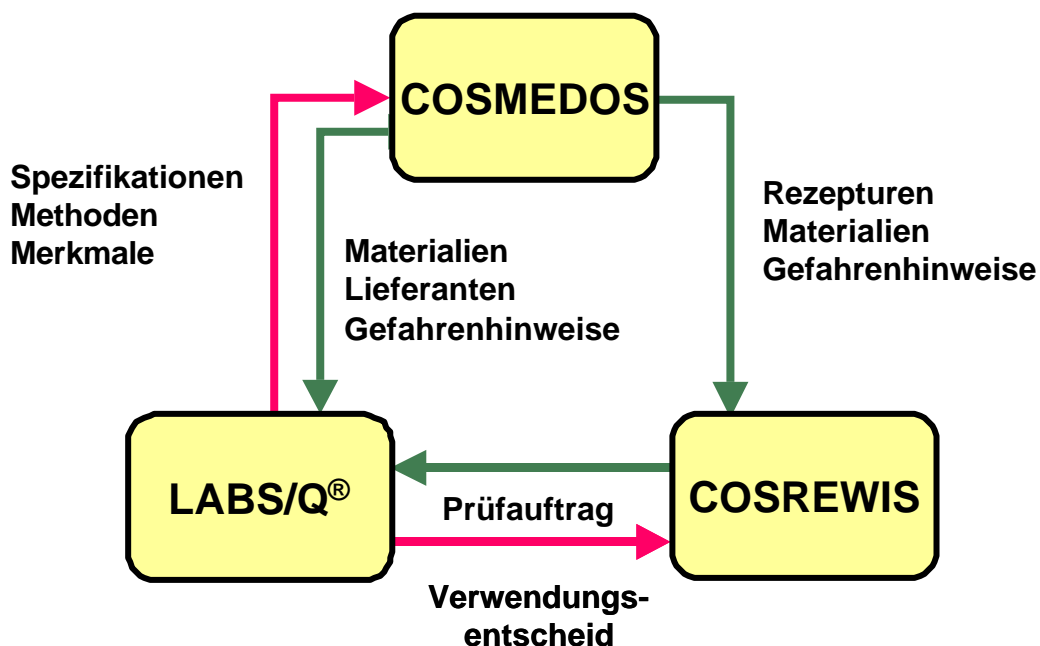 COSMEDOS
Spezifikationen
Methoden
Merkmale
Rezepturen
Materialien
Gefahrenhinweise
Materialien
Lieferanten
Gefahrenhinweise
LABS/Q®
Prüfauftrag
COSREWIS
Verwendungs-
entscheid